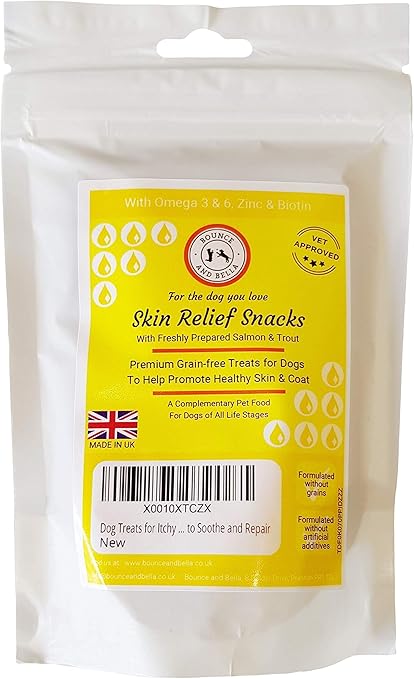 With Omega 3 & 6, Zinc & Biotin
BOUNCE
AND BELLA
VET
APPROVED
For the dog you love
Skin Relief Snacks
With Freshly Prepared Salmon & Trout
Premium Grain-free Treats for Dogs
To Help Promote Healthy Skin & Coat
A Complementary Pet Food
For Dogs of All Life Stages
MADE IN UK
X0010XTCZX
Dog Treats for Itchy ... to Soothe and Repair
New
Formulated
without
grains
Formulated
without
artificial
additives
www.bounceandbella.co.uk
bounceandbella.co.uk
Bounce and Bella,